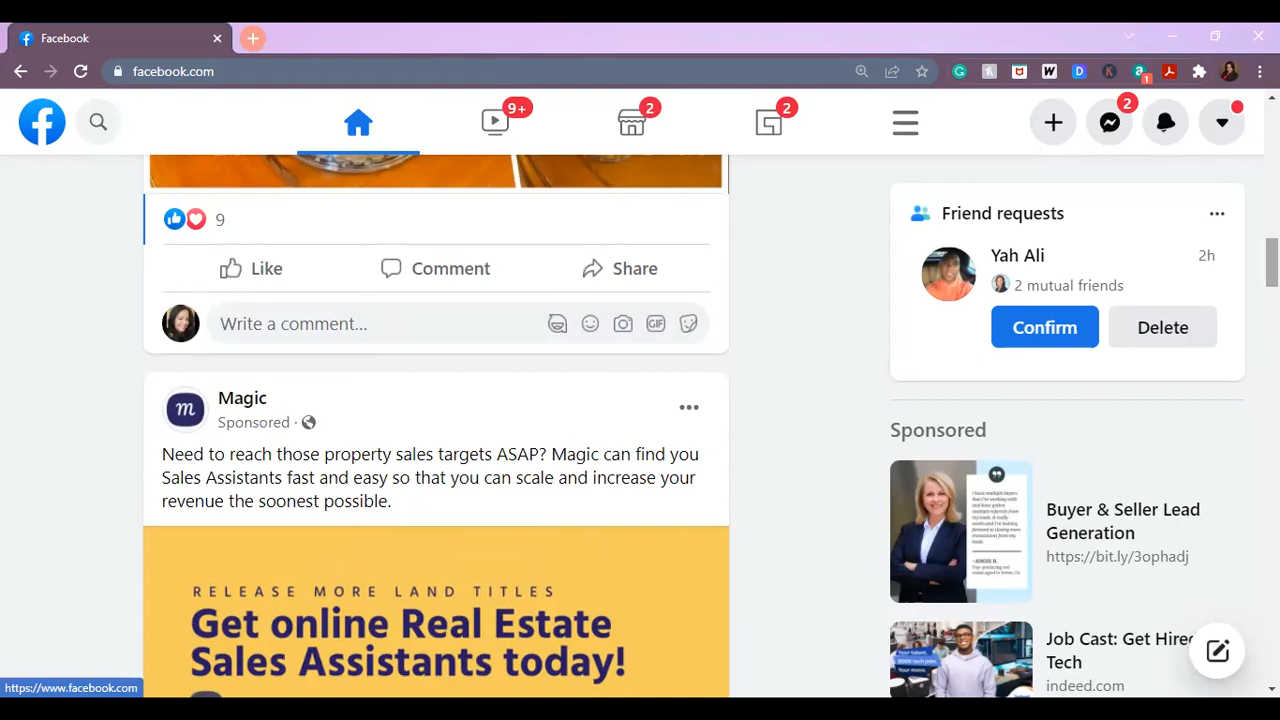 Facebook
facebook.com
1
9+
2
2
2
9
Like
Comment
Share
Write a comment...
GIF
Friend requests
Yah Ali
2h
2 mutual friends
Confirm
Delete
m
Magic
Sponsored
Need to reach those property sales targets ASAP? Magic can find you
Sales Assistants fast and easy so that you can scale and increase your
revenue the soonest possible.
RELEASE MORE LAND TITLES
Get online Real Estate
Sales Assistants today!
Sponsored
Buyer & Seller Lead
Generation
https://bit.ly/3ophadj
Job Cast: Get Hired
Tech
indeed.com
https://www.facebook.com